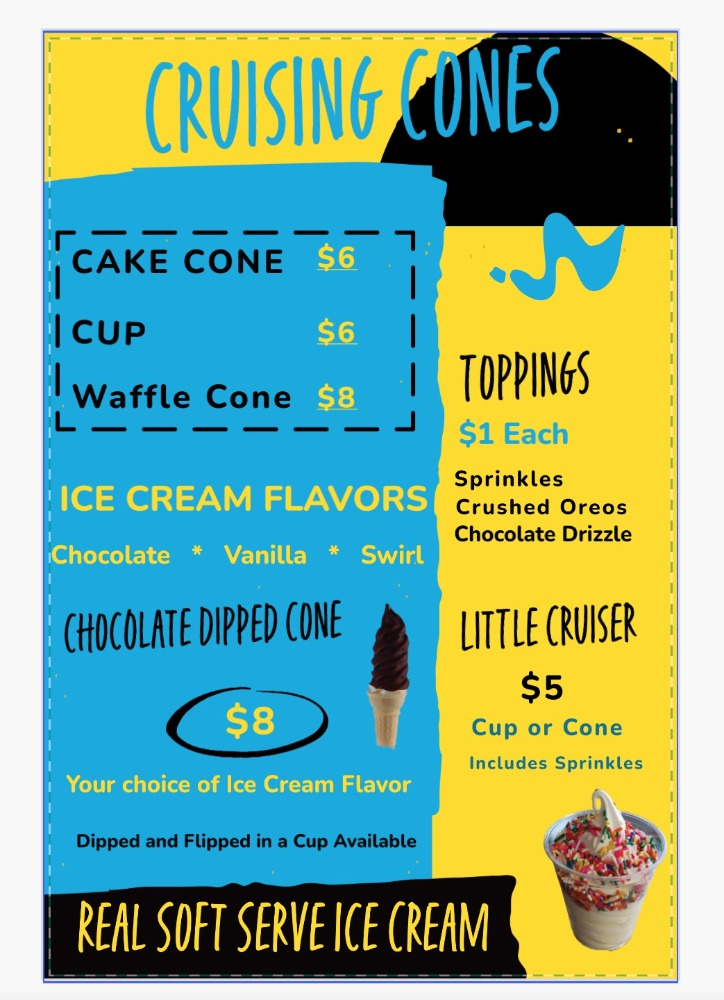 CRUISING CONES
CAKE CONE $6
CUP $6
Waffle Cone $8
ICE CREAM FLAVORS
Chocolate * Vanilla * Swirl
CHOCOLATE DIPPED CONE
$8
Your choice of Ice Cream Flavor
Dipped and Flipped in a Cup Available
TOPPINGS
$1 Each
Sprinkles
Crushed Oreos
Chocolate Drizzle
LITTLE CRUISER
$5
Cup or Cone
Includes Sprinkles
REAL SOFT SERVE ICE CREAM